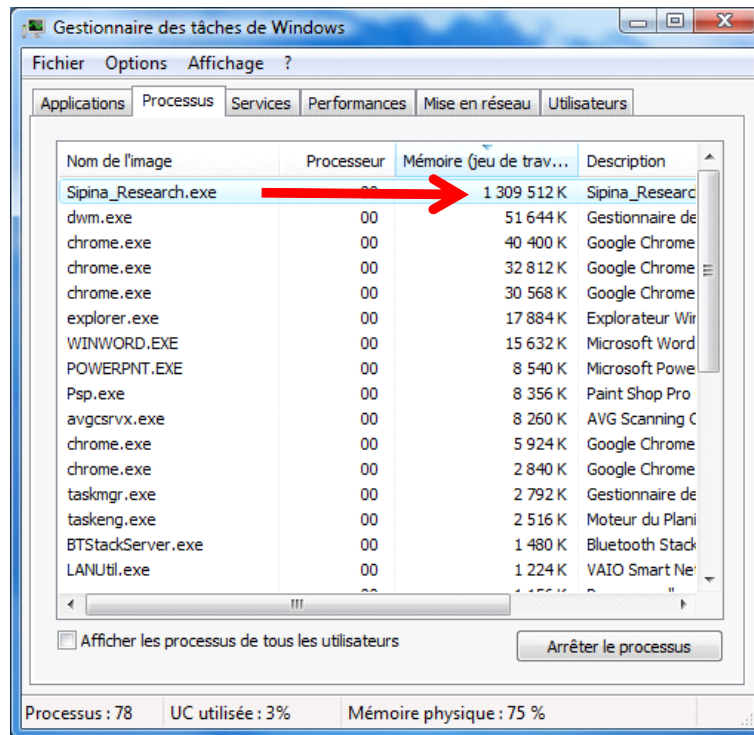 Gestionnaire des tâches de Windows
Fichier Options Affichage ?
Applications Processus Services Performances Mise en réseau Utilisateurs
Nom de l'image Processeur Mémoire (jeu de trav... Description
Sipina_Research.exe 1 309 512 K Sipina_Researc
dwm.exe 00 51 644 K Gestionnaire de
chrome.exe 00 40 400 K Google Chrome
chrome.exe 00 32 812 K Google Chrome
chrome.exe 00 30 568 K Google Chrome
explorer.exe 00 17 884 K Explorateur Wir
WINWORD.EXE 00 15 632 K Microsoft Word
POWERPNT.EXE 00 8 540 K Microsoft Powe
Psp.exe 00 8 356 K Paint Shop Pro
avgcsrvx.exe 00 8 260 K AVG Scanning C
chrome.exe 00 5 924 K Google Chrome
chrome.exe 00 2 840 K Google Chrome
taskmgr.exe 00 2 792 K Gestionnaire de
taskeng.exe 00 2 516 K Moteur du Plani
BTStackServer.exe 00 1 480 K Bluetooth Stack
LANUtil.exe 00 1 224 K VAIO Smart Ne
Afficher les processus de tous les utilisateurs Arrêter le processus
Processus : 78 UC utilisée : 3% Mémoire physique : 75 %